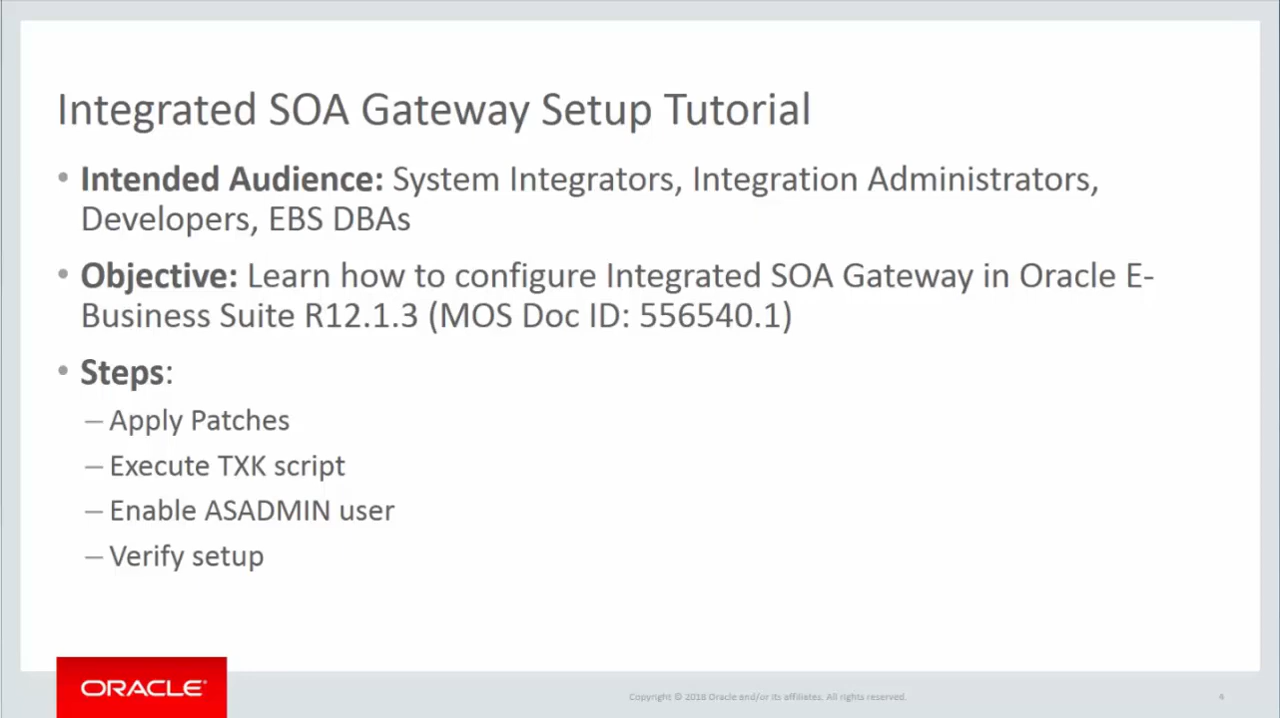 Integrated SOA Gateway Setup Tutorial
• Intended Audience: System Integrators, Integration Administrators,
Developers, EBS DBAs
• Objective: Learn how to configure Integrated SOA Gateway in Oracle E-
Business Suite R12.1.3 (MOS Doc ID: 556540.1)
• Steps:
– Apply Patches
– Execute TXK script
– Enable ASADMIN user
– Verify setup
ORACLE®
Copyright © 2018 Oracle and/or its affiliates. All rights reserved.
4